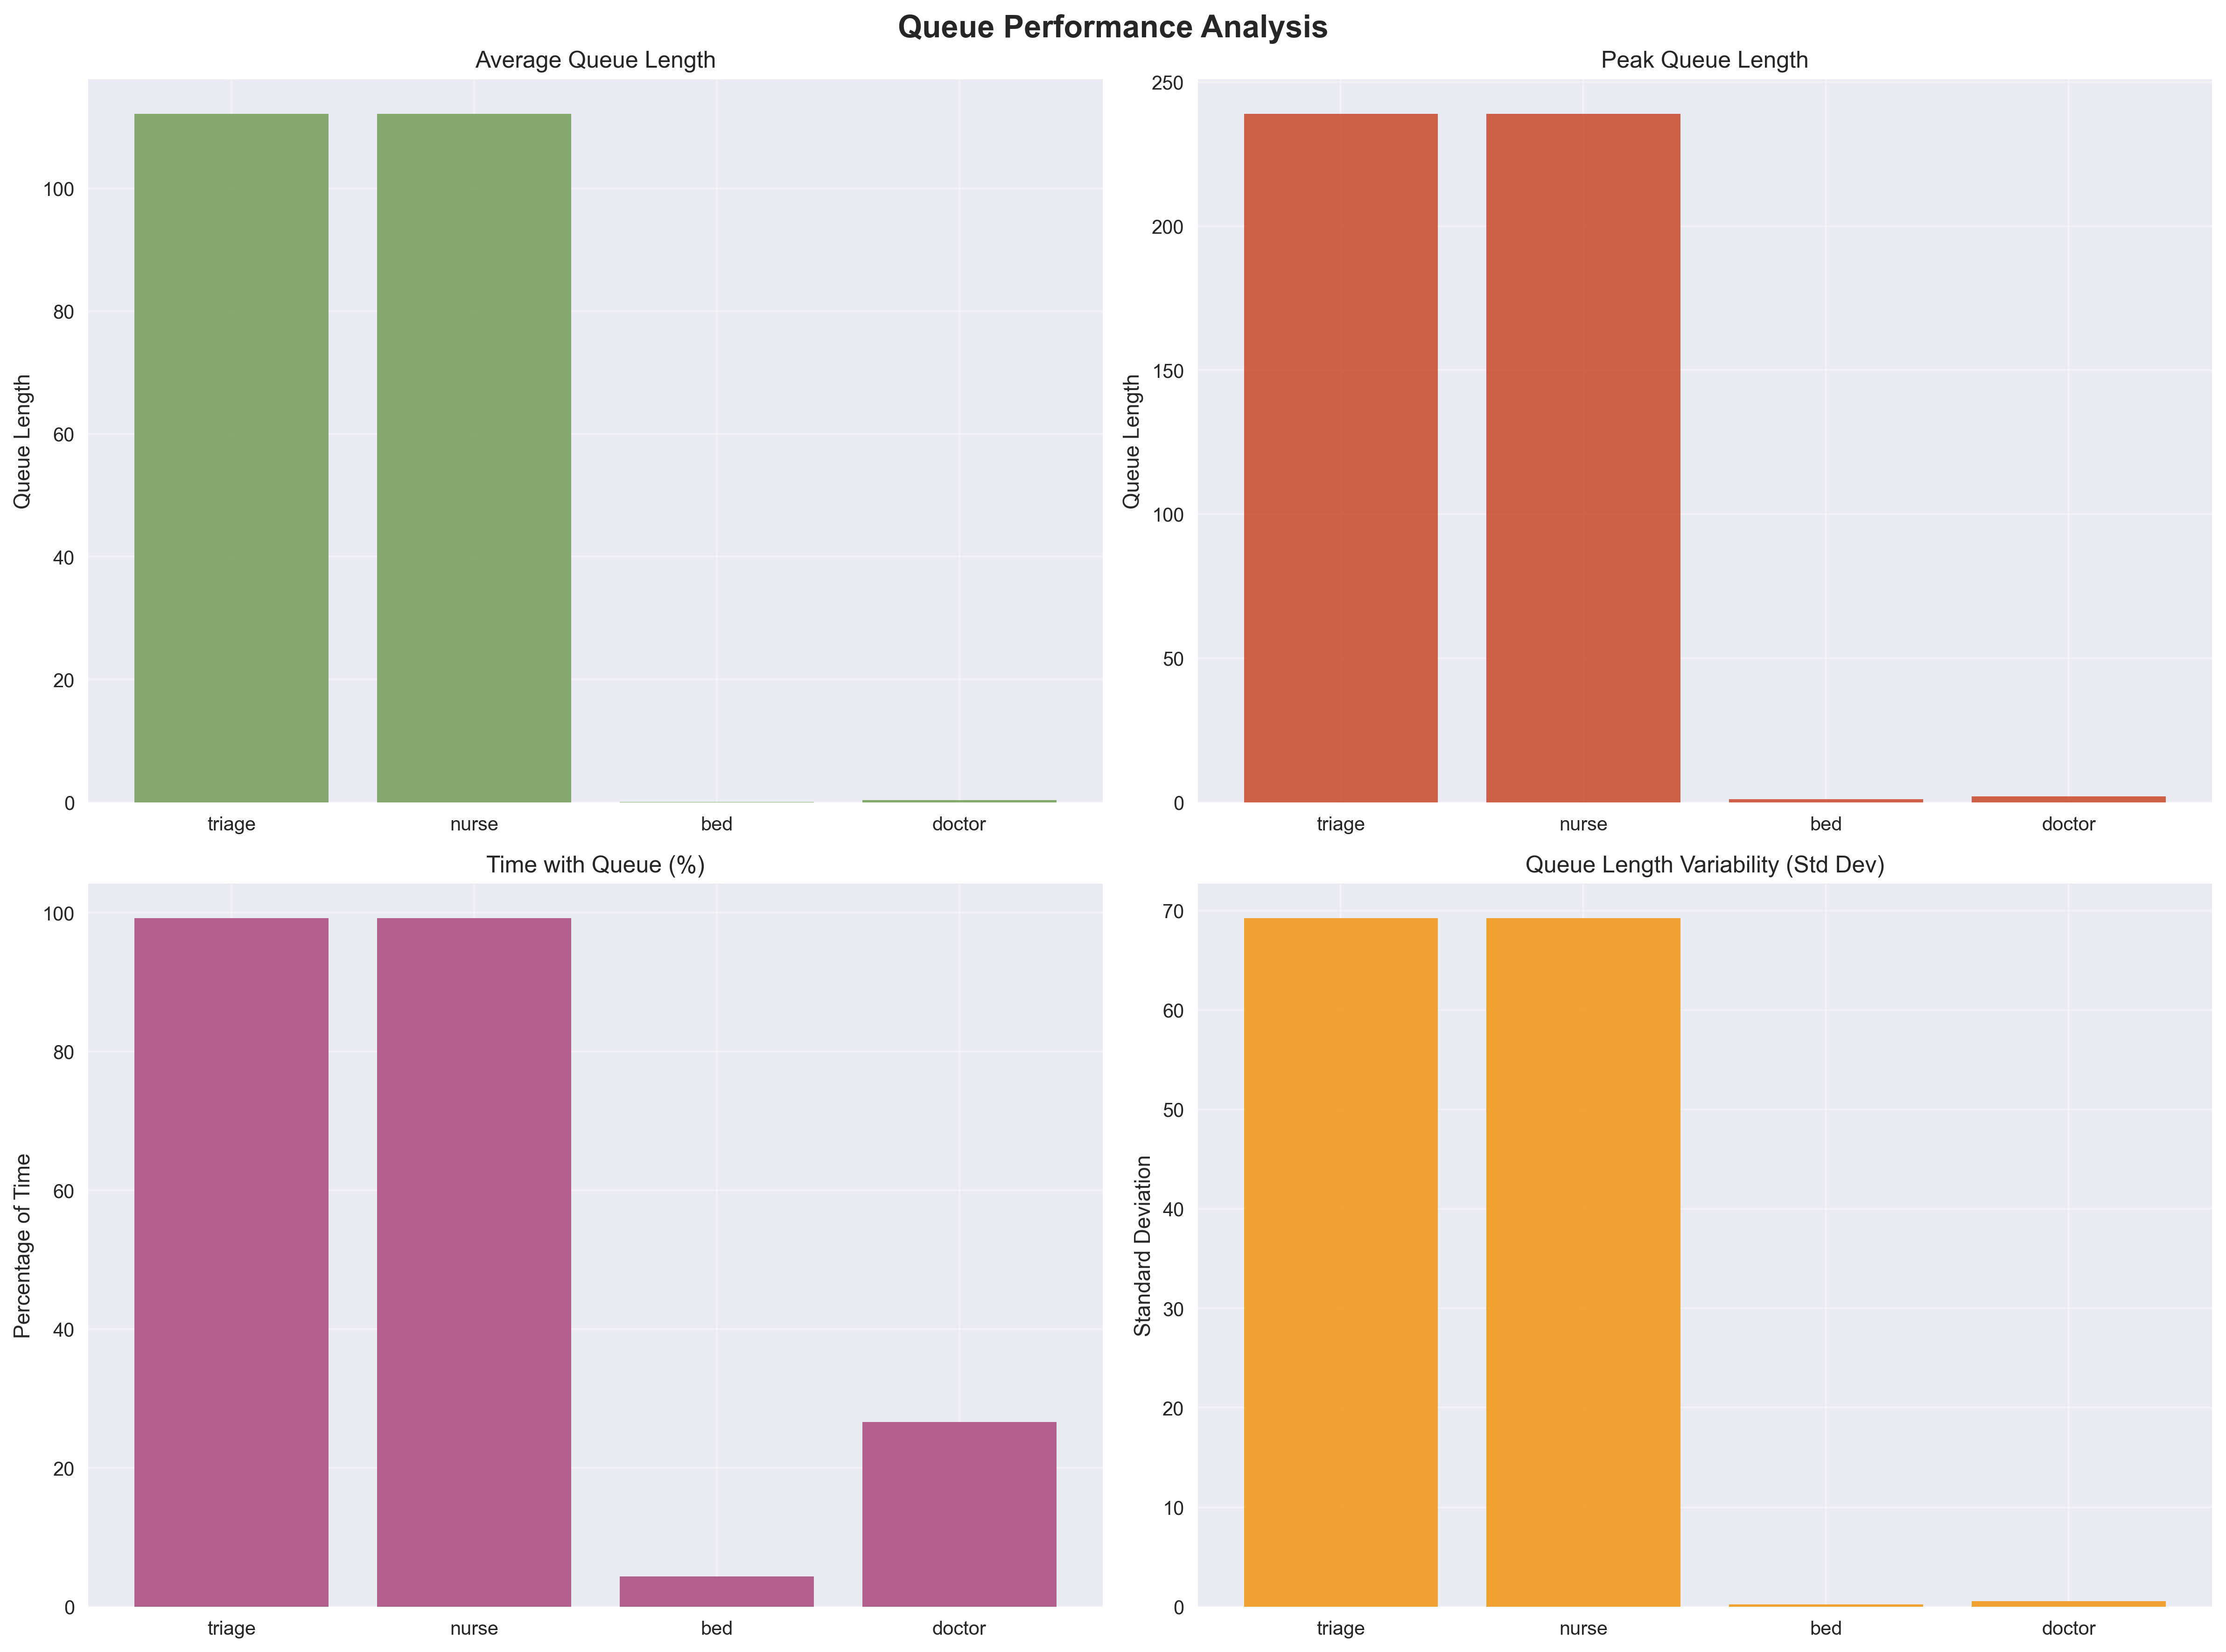 Queue Performance Analysis
Average Queue Length
Queue Length
100
80
60
40
20
0
triage nurse bed doctor
Peak Queue Length
Queue Length
250
200
150
100
50
0
triage nurse bed doctor
Time with Queue (%)
Percentage of Time
100
80
60
40
20
0
triage nurse bed doctor
Queue Length Variability (Std Dev)
Standard Deviation
70
60
50
40
30
20
10
0
triage nurse bed doctor